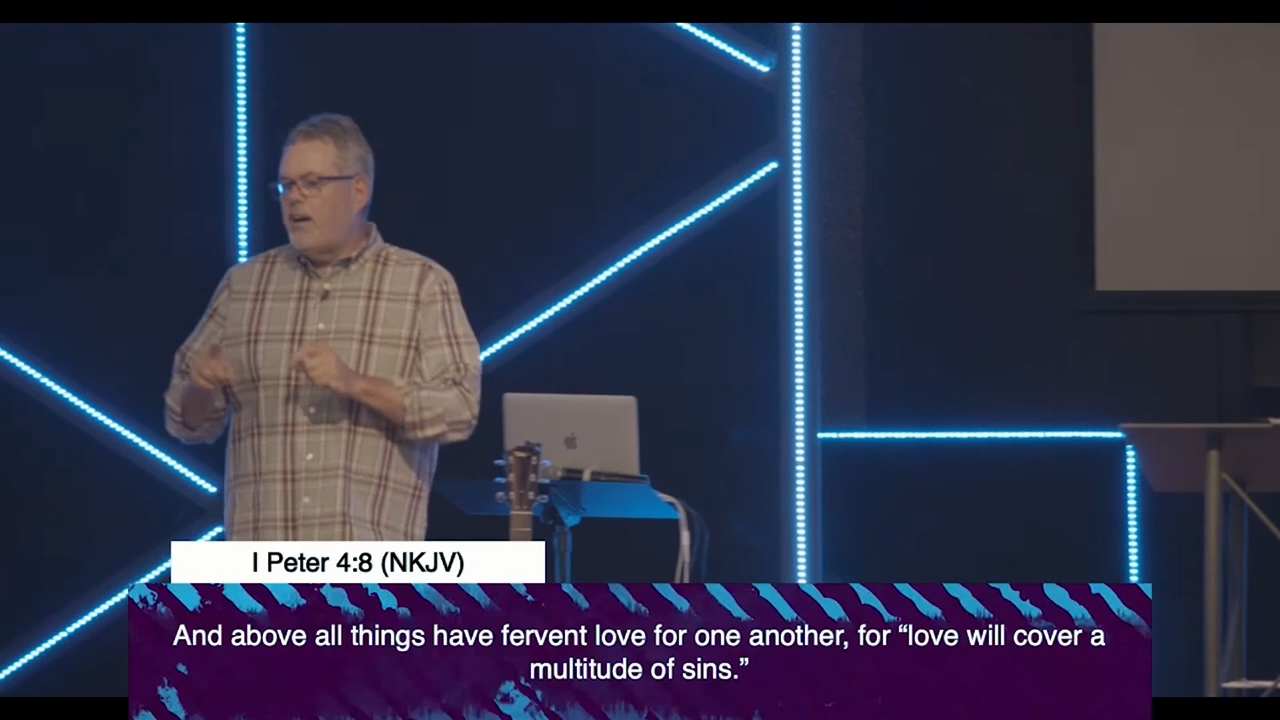 I Peter 4:8 (NKJV)
And above all things have fervent love for one another, for “love will cover a
multitude of sins.”